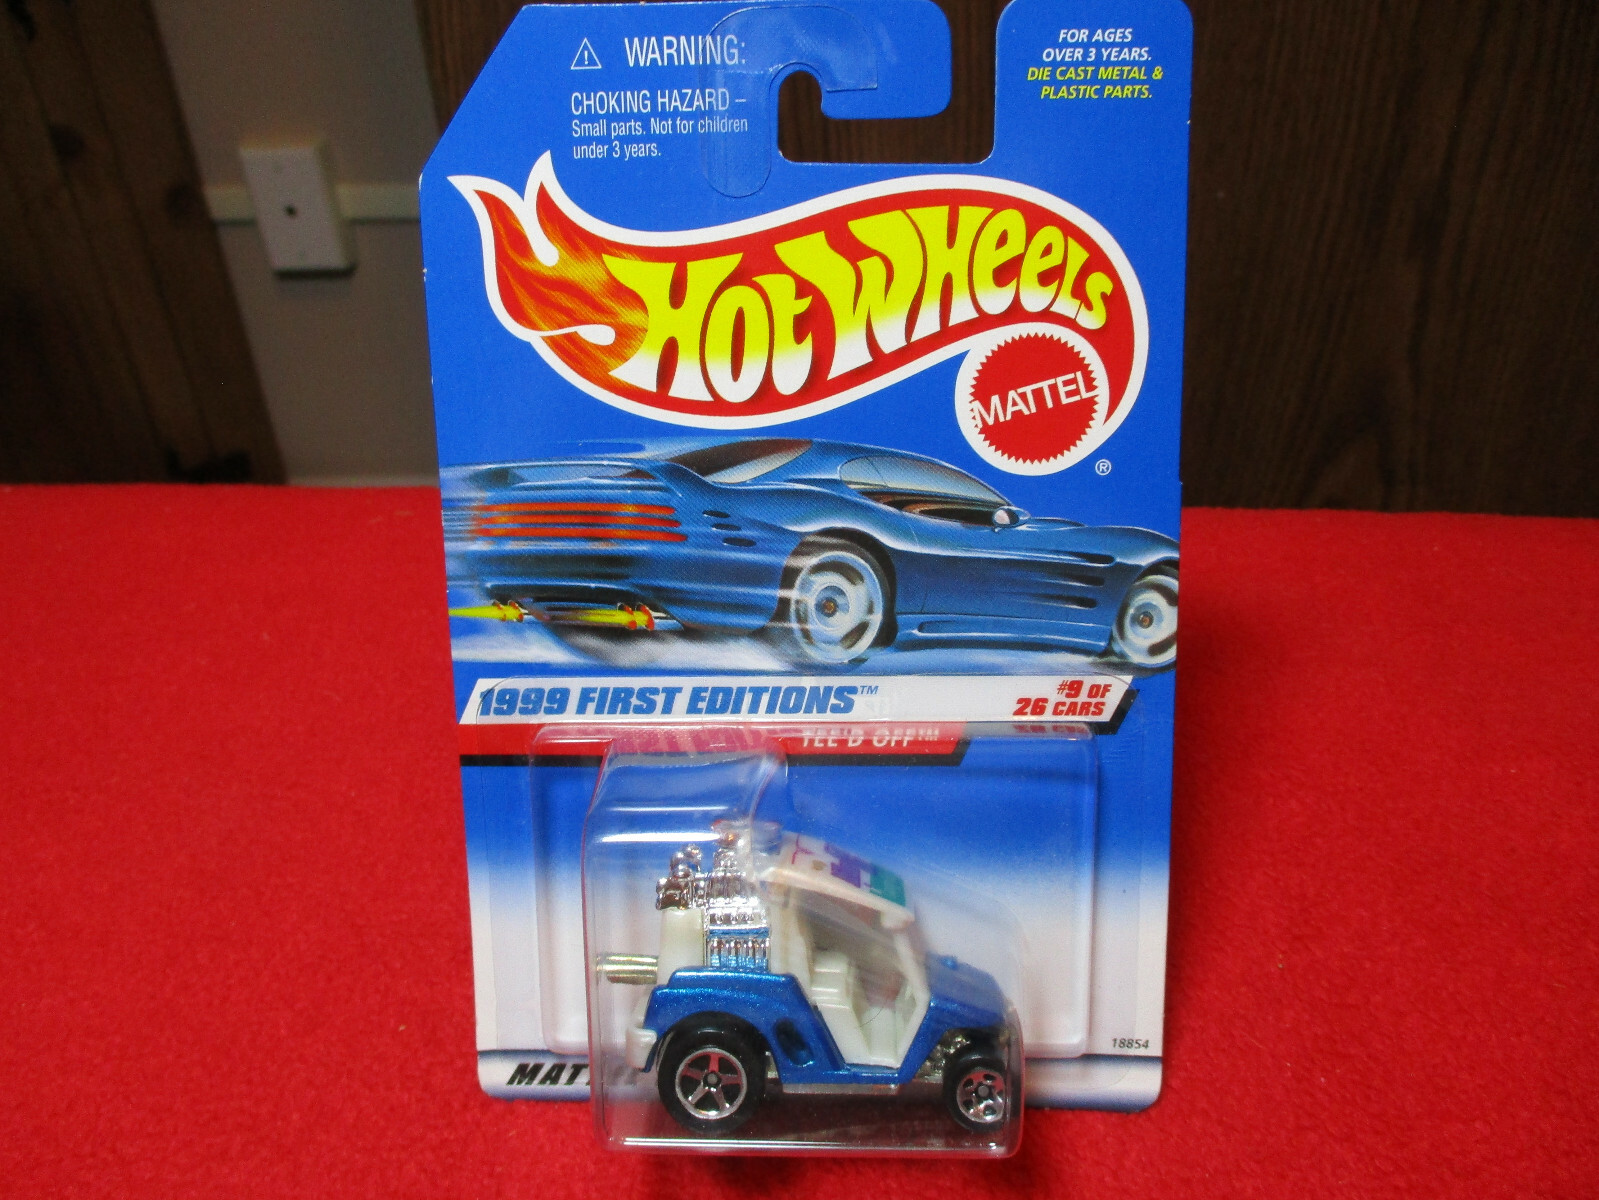 WARNING:
CHOKING HAZARD –
Small parts. Not for children
under 3 years.
FOR AGES
OVER 3 YEARS.
DIE CAST METAL &
PLASTIC PARTS.
HOT WHEELS
MATTEL
®
1999 FIRST EDITIONS™
#9 OF
26 CARS
TEE'D OFF™
18854